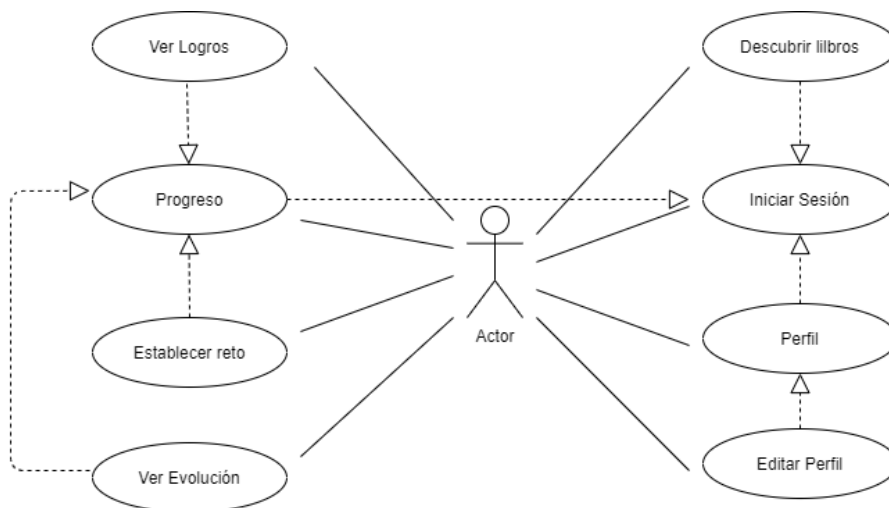 Ver Logros
Descubrir lilbros
Progreso
Iniciar Sesión
Actor
Establecer reto
Perfil
Ver Evolución
Editar Perfil